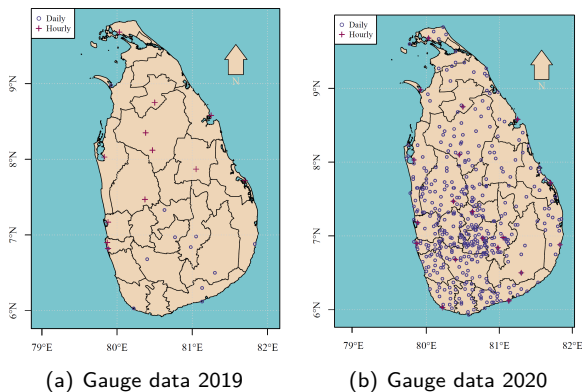 Daily
Hourly
N
9°N
8°N
7°N
6°N
79°E
80°E
81°E
82°E
(a) Gauge data 2019
Daily
Hourly
N
9°N
8°N
7°N
6°N
79°E
80°E
81°E
82°E
(b) Gauge data 2020